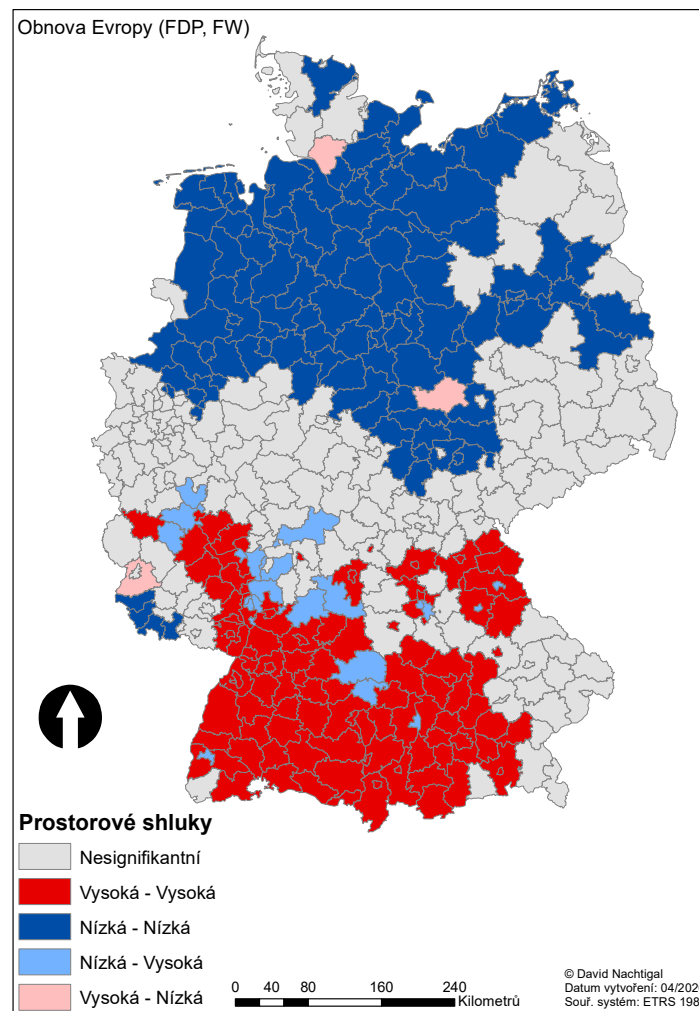 Obnova Evropy (FDP, FW)
Prostorové shluky
Nesignifikantní
Vysoká - Vysoká
Nízká - Nízká
Nízká - Vysoká
Vysoká - Nízká
0 40 80 160 240
Kilometrů
© David Nachtigal
Datum vytvoření: 04/202
Souř. systém: ETRS 198